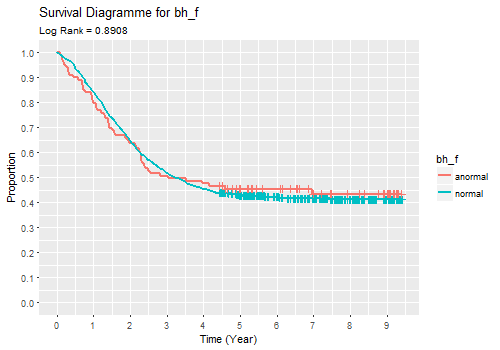 Survival Diagramme for bh_f
Log Rank = 0.8908
1.0
0.9
0.8
0.7
0.6
0.5
0.4
0.3
0.2
0.1
0.0
Proportion
0 1 2 3 4 5 6 7 8 9
Time (Year)
bh_f
anormal
normal